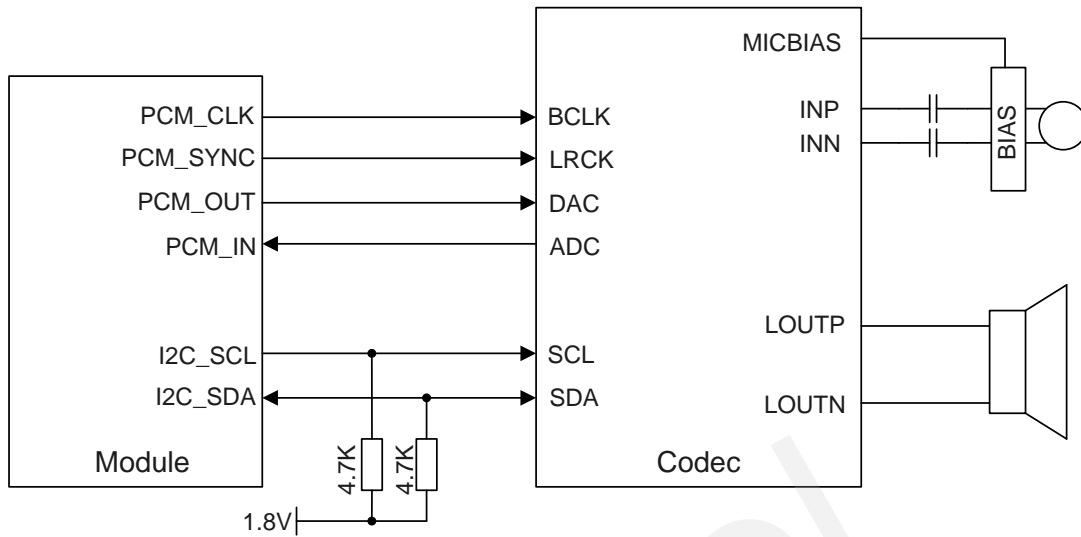 MICBIAS
PCM_CLK
BCLK
INP
PCM_SYNC
LRCK
INN
BIAS
PCM_OUT
DAC
PCM_IN
ADC
LOUTP
I2C_SCL
SCL
I2C_SDA
SDA
LOUTN
Module
4.7K
4.7K
Codec
1.8V